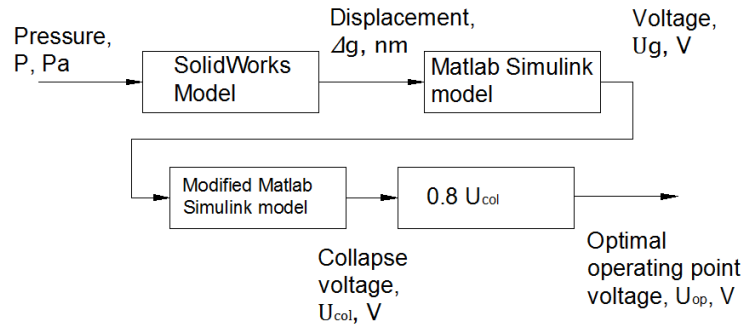 Pressure,
P, Pa
SolidWorks
Model
Displacement,
Δg, nm
Matlab Simulink
model
Voltage,
Ug, V
Modified Matlab
Simulink model
Collapse
voltage,
Ucol, V
0.8 Ucol
Optimal
operating point
voltage, Uop, V